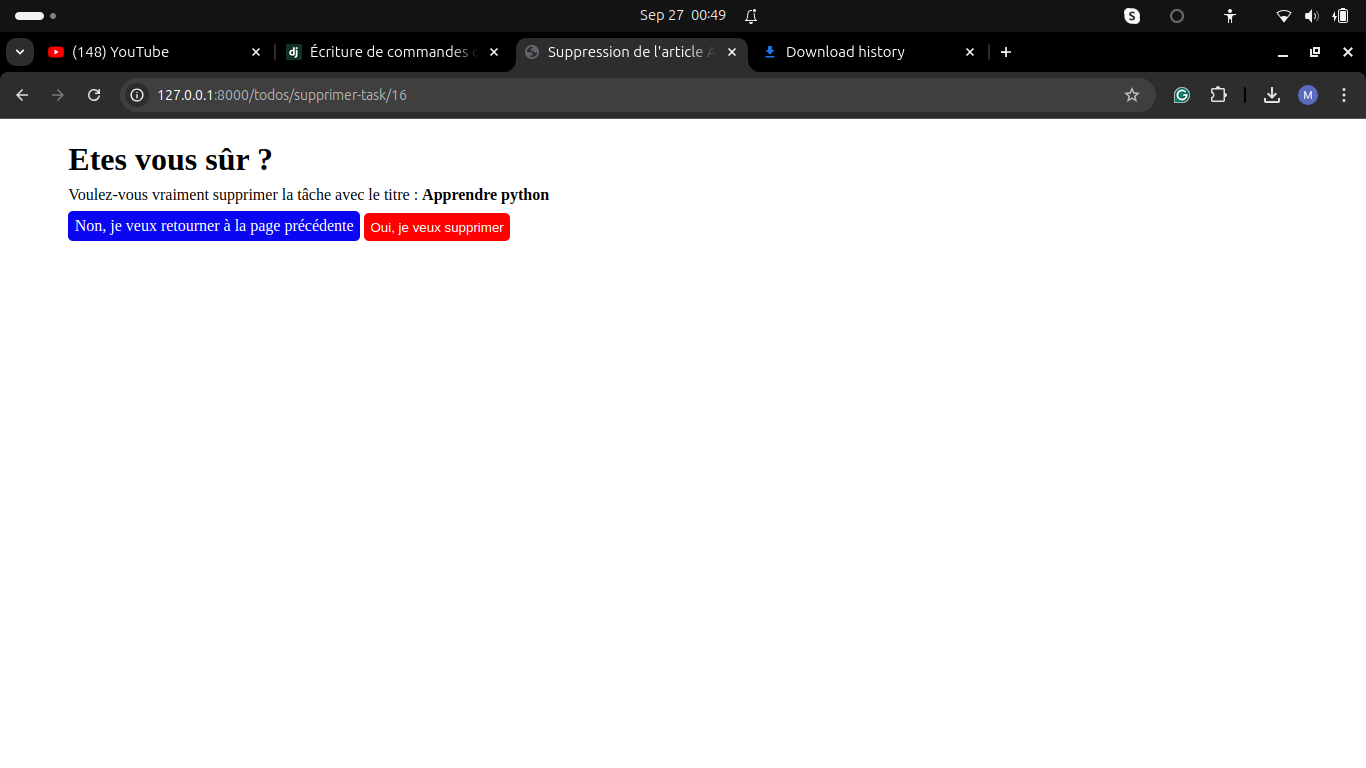 Sep 27 00:49
(148) YouTube
Écriture de commandes
Suppression de l'article
Download history
127.0.0.1:8000/todos/supprimer-task/16
M
Etes vous sûr ?
Voulez-vous vraiment supprimer la tâche avec le titre : Apprendre python
Non, je veux retourner à la page précédente Oui, je veux supprimer